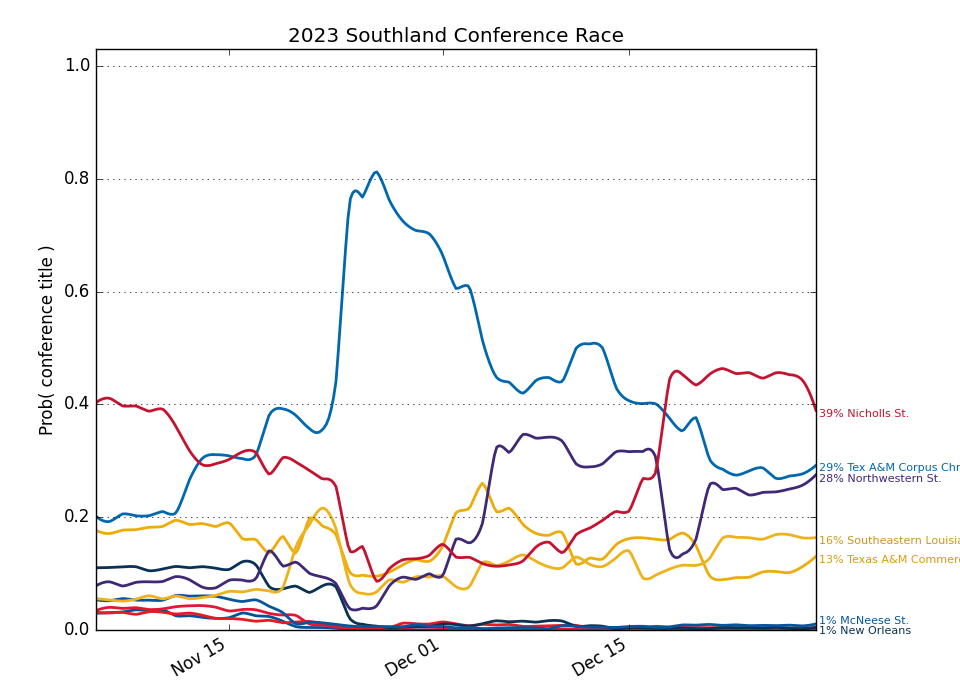 2023 Southland Conference Race
Prob( conference title )
1.0
0.8
0.6
0.4
0.2
0.0
Nov 15
Dec 01
Dec 15
39% Nicholls St.
29% Tex A&M Corpus Chr
28% Northwestern St.
16% Southeastern Louisia
13% Texas A&M Commerc
1% McNeese St.
1% New Orleans